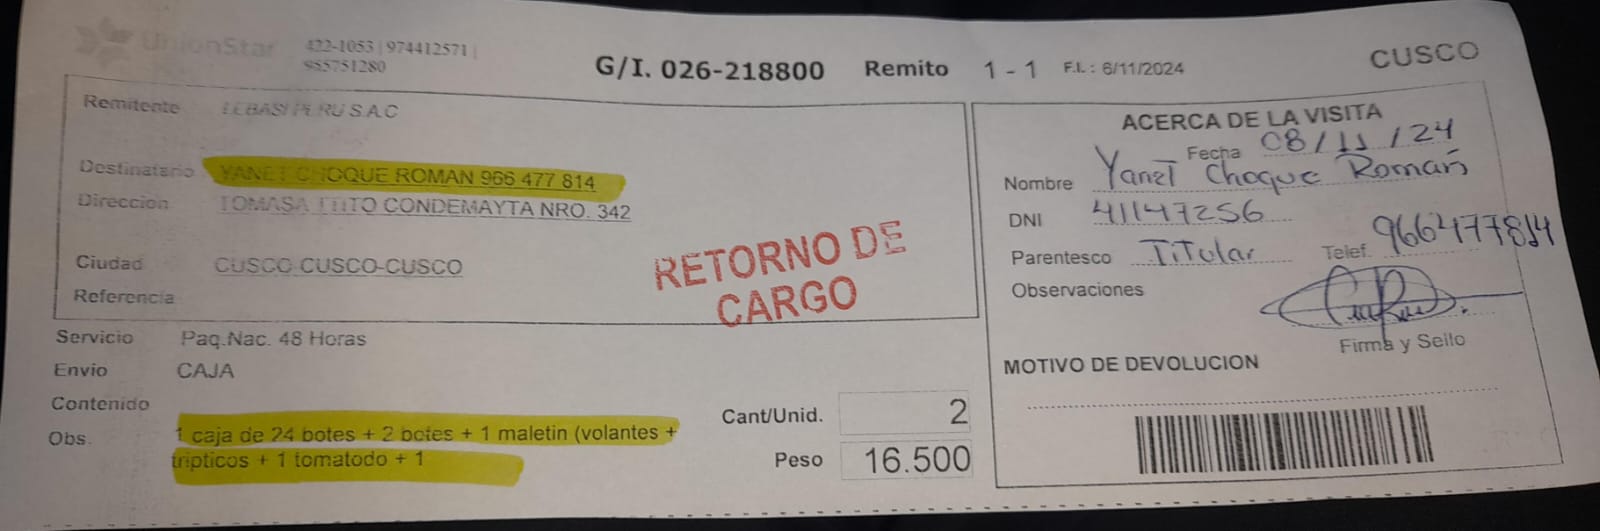 UnionStar
422-1053 | 974412571 |
955751280
G/I. 026-218800 Remito 1 - 1 F.I.: 6/11/2024
CUSCO
Remitente LEBASI PERU S.A.C
Destinatario YANET CHOQUE ROMAN 966 477 814
Dirección TOMASA TTITO CONDEMAYTA NRO. 342
Ciudad CUSCO-CUSCO-CUSCO
Referencia
RETORNO DE
CARGO
Servicio Paq.Nac. 48 Horas
Envio CAJA
Contenido
Obs. 1 caja de 24 botes + 2 botes + 1 maletin (volantes +
tripticos + 1 tomatodo + 1
Cant/Unid. 2
Peso 16.500
ACERCA DE LA VISITA
Fecha 08/11/24
Nombre Yanet Choque Román
DNI 41147256
Parentesco Titular Telef. 966477814
Observaciones
Firma y Sello
MOTIVO DE DEVOLUCION